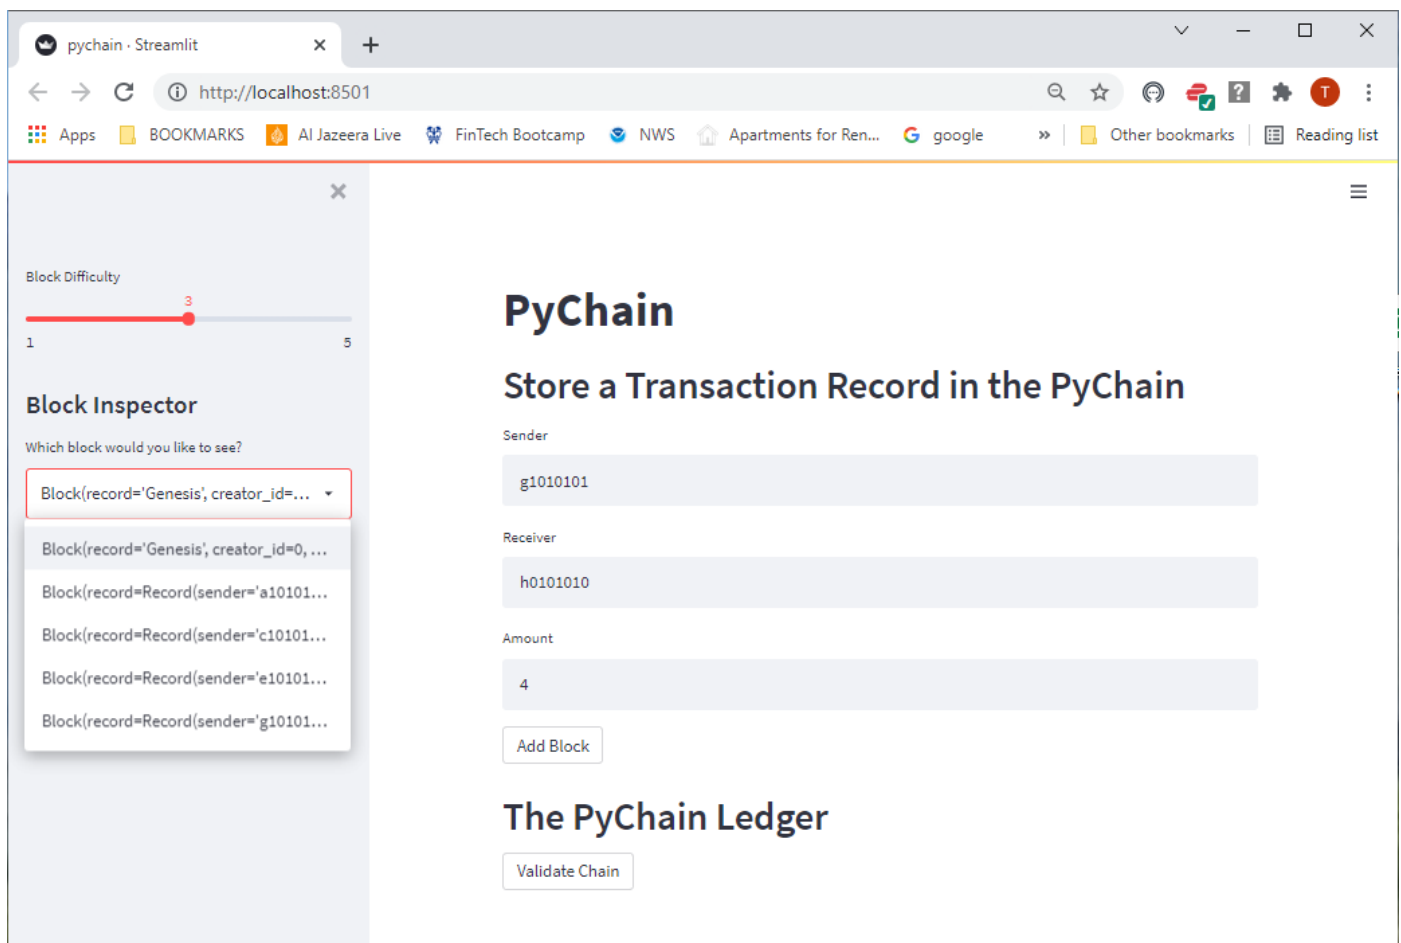 pychain · Streamlit
http://localhost:8501
T
Apps BOOKMARKS Al Jazeera Live FinTech Bootcamp NWS Apartments for Ren... google » Other bookmarks Reading list
Block Difficulty
3
1 5
Block Inspector
Which block would you like to see?
Block(record='Genesis', creator_id=...
Block(record='Genesis', creator_id=0, ...
Block(record=Record(sender='a10101...
Block(record=Record(sender='c10101...
Block(record=Record(sender='e10101...
Block(record=Record(sender='g10101...
PyChain
Store a Transaction Record in the PyChain
Sender
g1010101
Receiver
h0101010
Amount
4
Add Block
The PyChain Ledger
Validate Chain